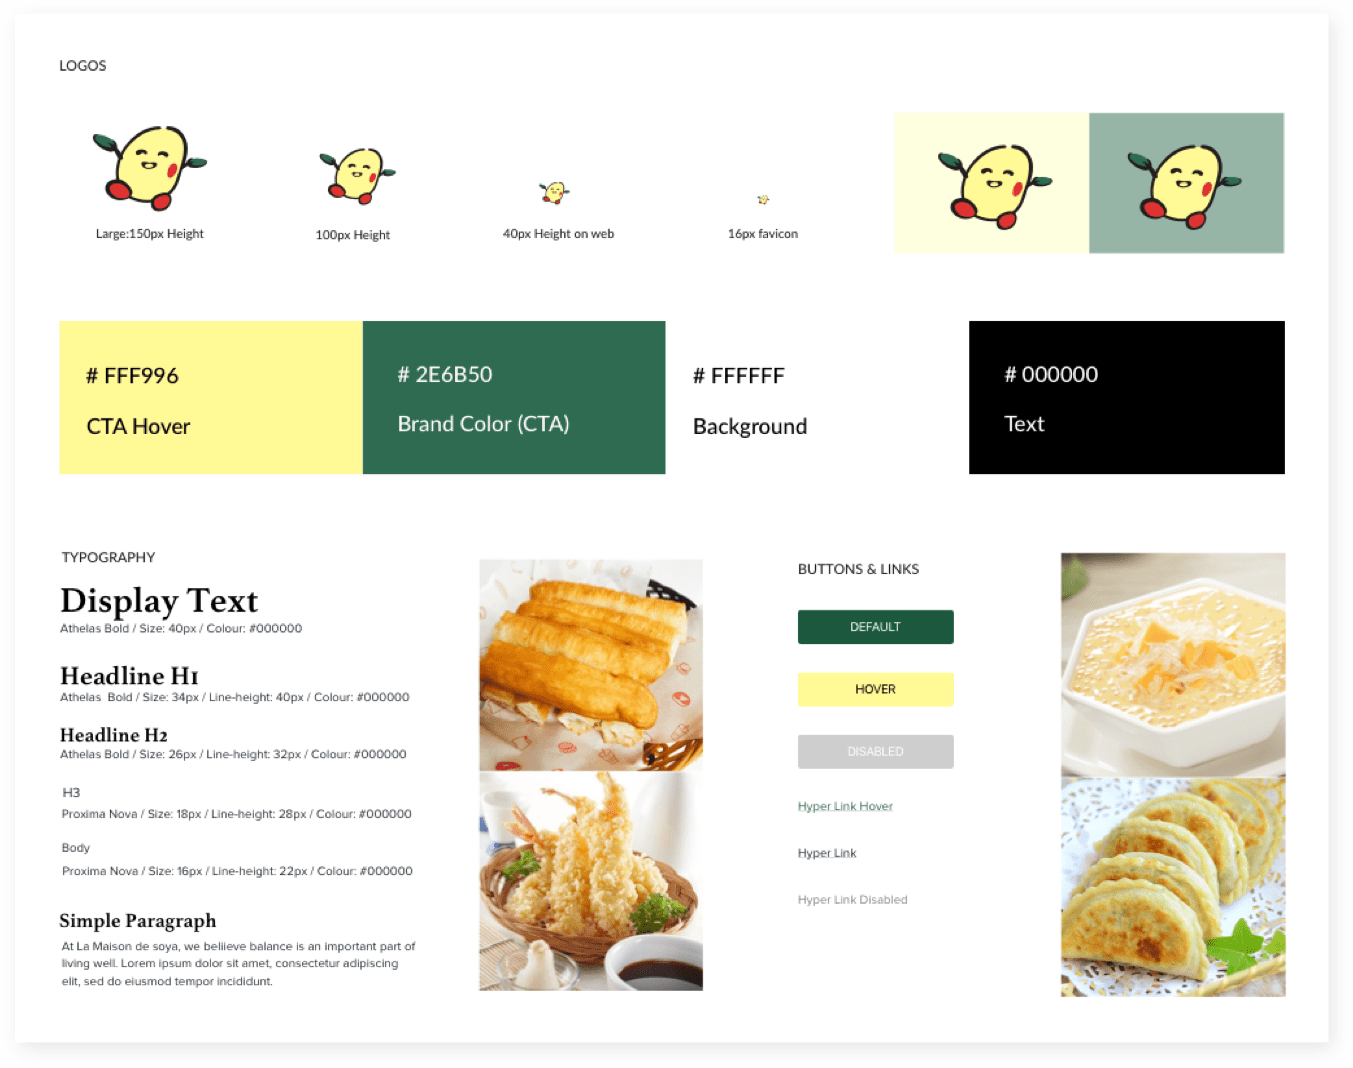 LOGOS
Large:150px Height
100px Height
40px Height on web
16px favicon
# FFF996
CTA Hover
# 2E6B50
Brand Color (CTA)
# FFFFFF
Background
# 000000
Text
TYPOGRAPHY
Display Text
Athelas Bold / Size: 40px / Colour: #000000
Headline H1
Athelas  Bold / Size: 34px / Line-height: 40px / Colour: #000000
Headline H2
Athelas Bold / Size: 26px / Line-height: 32px / Colour: #000000
H3
Proxima Nova / Size: 18px / Line-height: 28px / Colour: #000000
Body
Proxima Nova / Size: 16px / Line-height: 22px / Colour: #000000
Simple Paragraph
At La Maison de soya, we beliieve balance is an important part of
living well. Lorem ipsum dolor sit amet, consectetur adipiscing
elit, sed do eiusmod tempor incididunt.
BUTTONS & LINKS
DEFAULT
HOVER
DISABLED
Hyper Link Hover
Hyper Link
Hyper Link Disabled